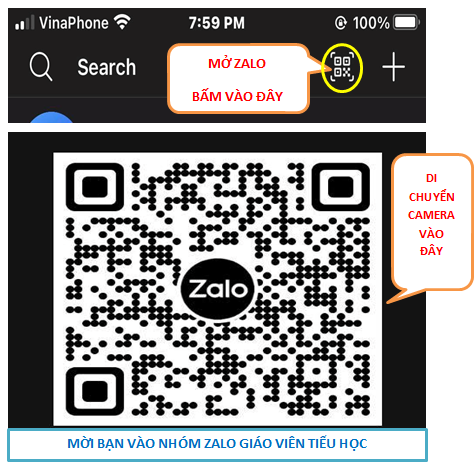 VinaPhone 7:59 PM 100%
Search
MỞ ZALO
BẤM VÀO ĐÂY
DI
CHUYỂN
CAMERA
VÀO
ĐÂY
Zalo
MỜI BẠN VÀO NHÓM ZALO GIÁO VIÊN TIỂU HỌC